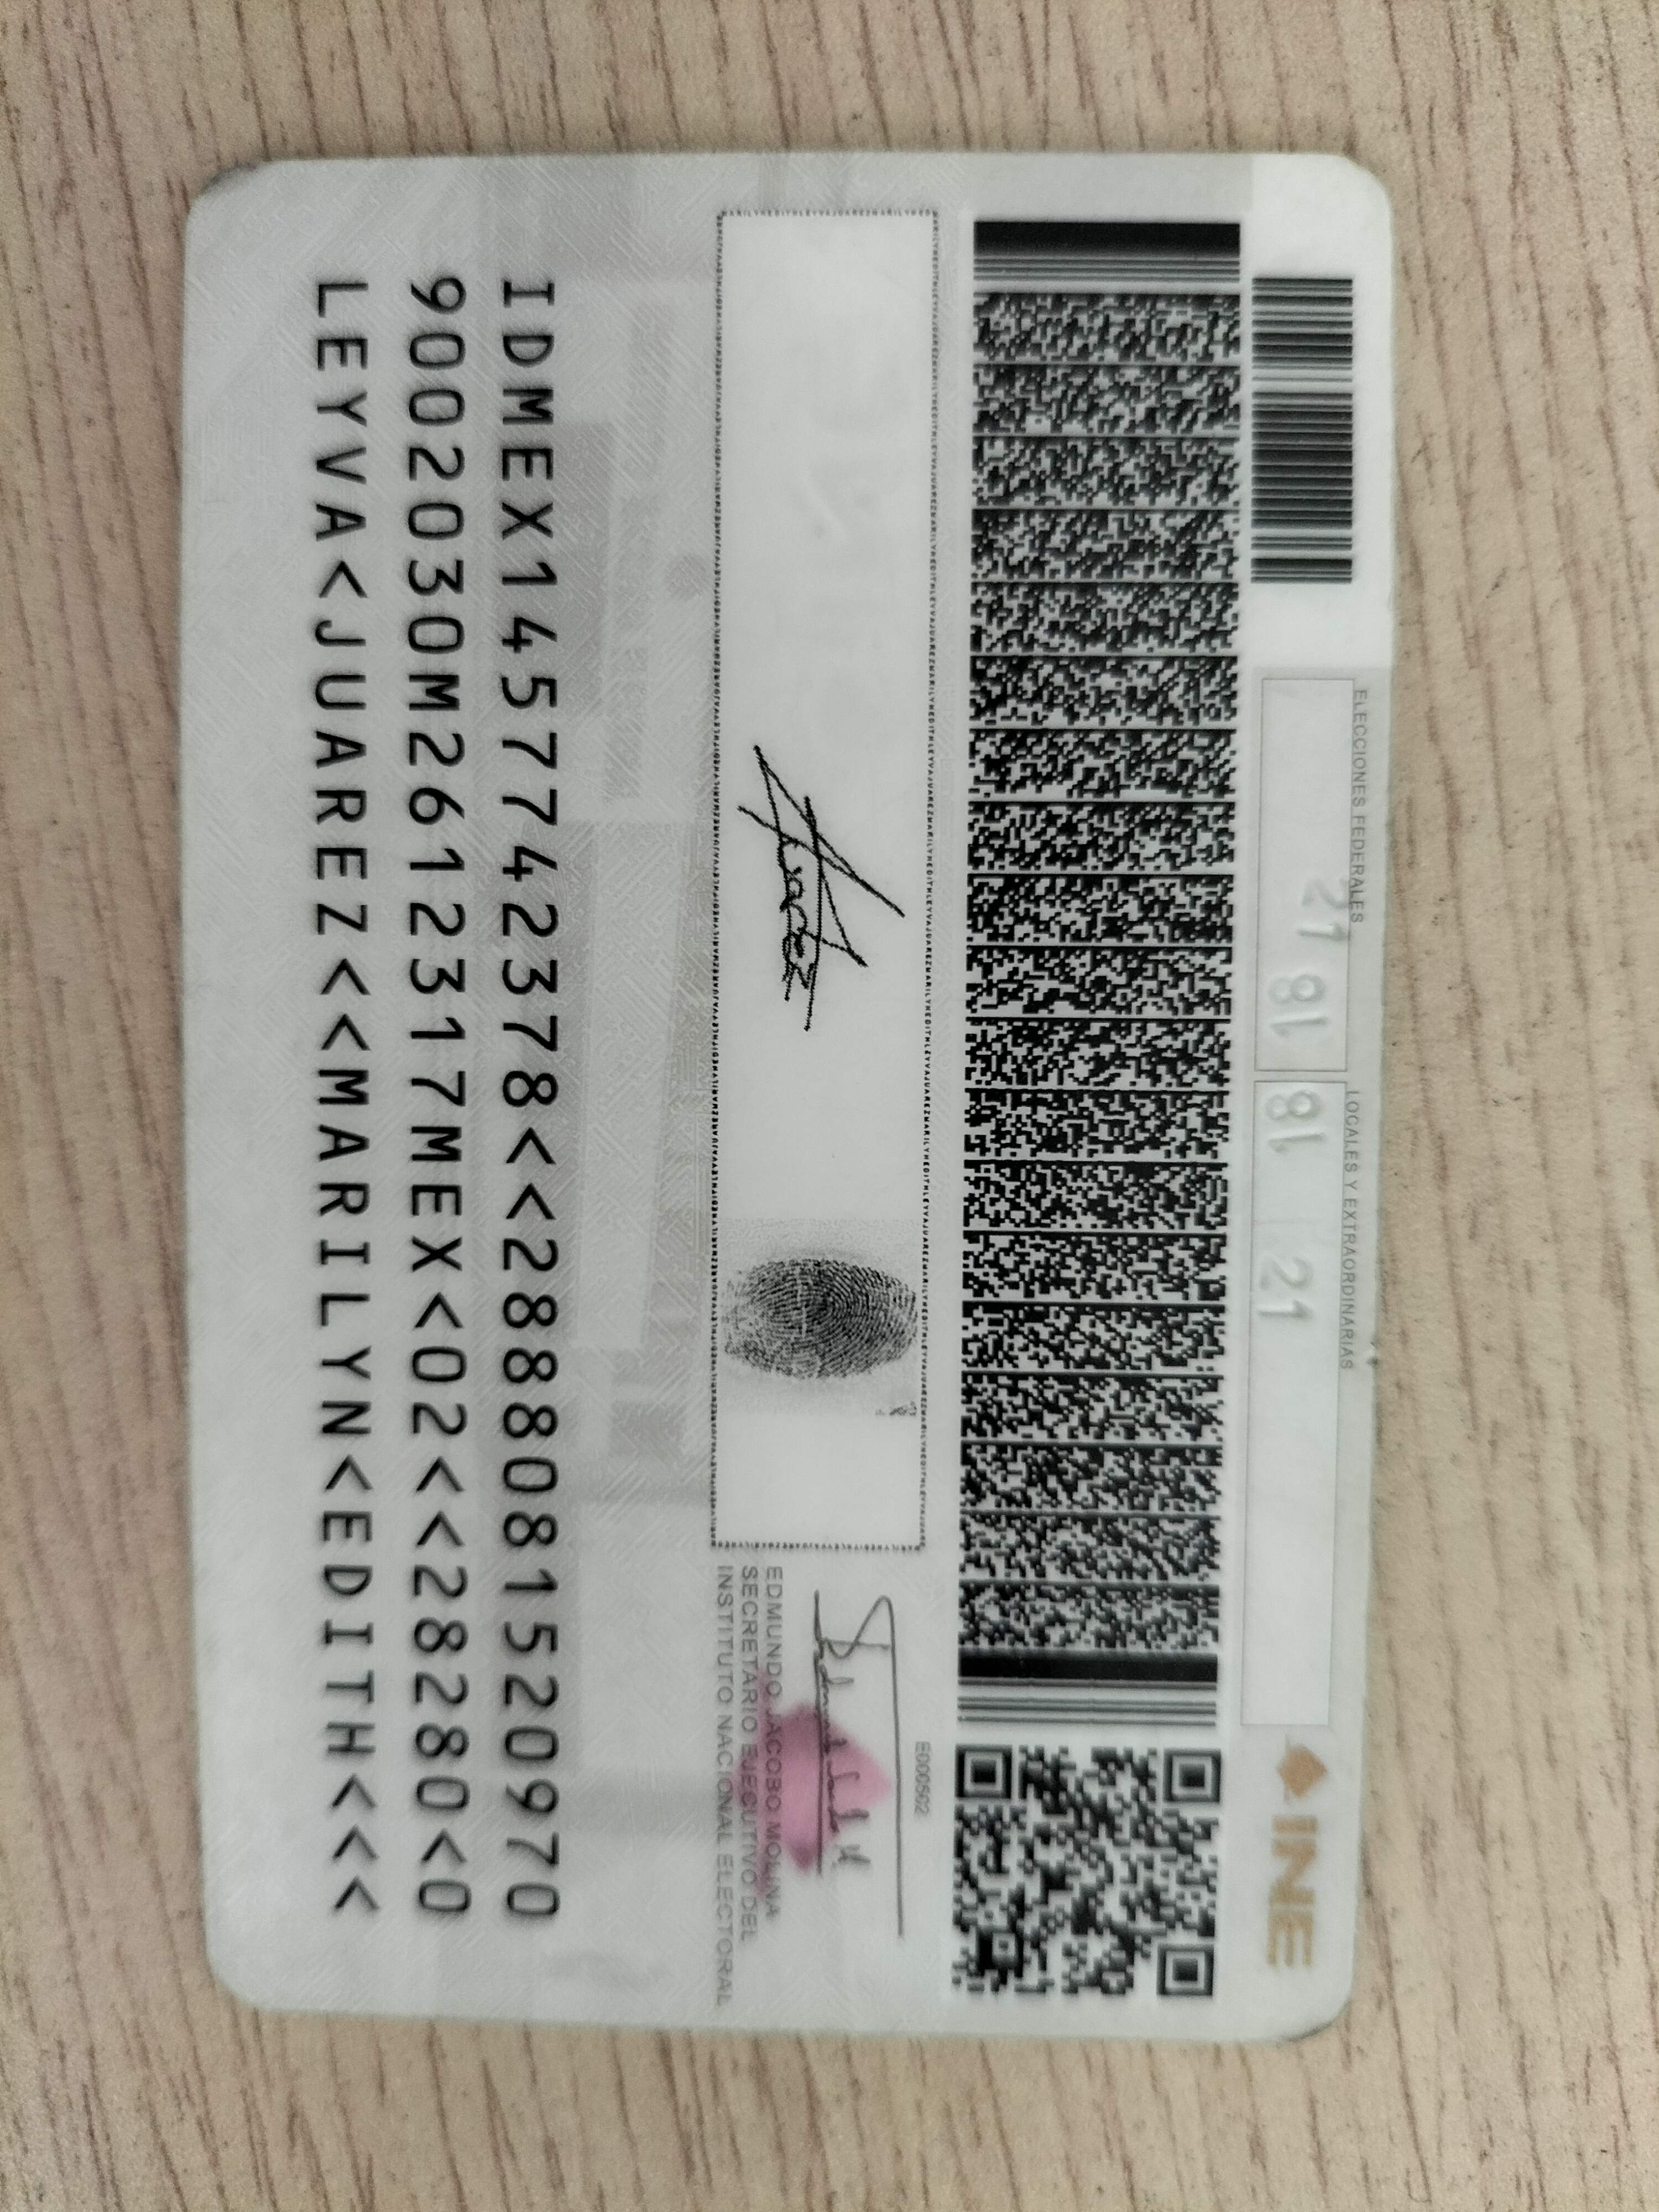 INE
ELECCIONES FEDERALES
LOCALES Y EXTRAORDINARIAS
21 18
18 21
E000502
EDMUNDO JACOBO MOLINA
SECRETARIO EJECUTIVO DEL
INSTITUTO NACIONAL ELECTORAL
IDMEX1457742378<<2888081520970
9002030M2612317MEX<02<<28280<0
LEYVA<JUAREZ<<MARILYN<EDITH<<<